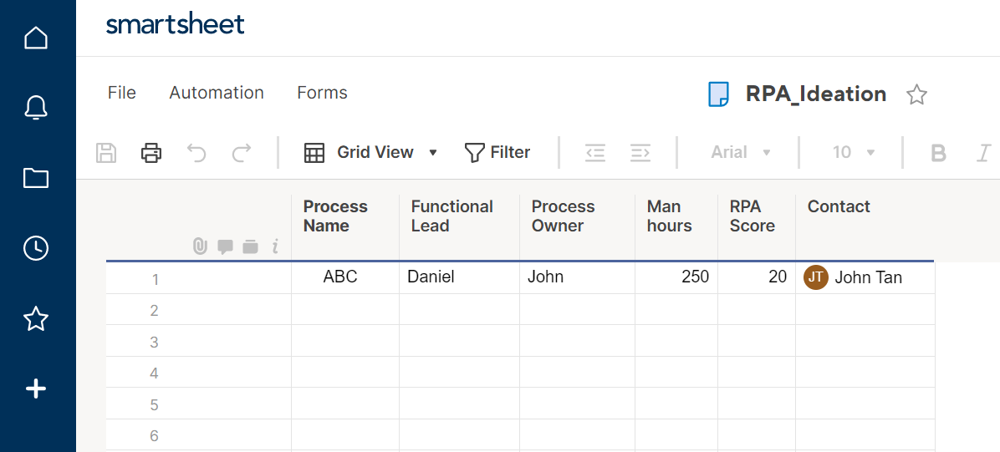 smartsheet
File Automation Forms RPA_Ideation
Grid View Filter Arial 10 B I
Process Name Functional Lead Process Owner Man hours RPA Score Contact
1 ABC Daniel John 250 20 JT John Tan
2
3
4
5
6